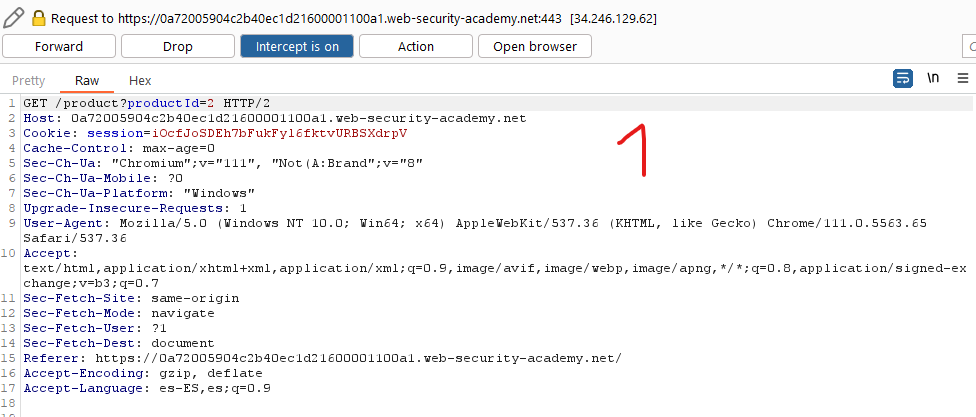 Request to https://0a72005904c2b40ec1d21600001100a1.web-security-academy.net:443 [34.246.129.62]
Forward Drop Intercept is on Action Open browser
Pretty Raw Hex \n
1 GET /product?productId=2 HTTP/2
2 Host: 0a72005904c2b40ec1d21600001100a1.web-security-academy.net
3 Cookie: session=iOcfJoSDEh7bFukFyl6fktvURBSXdrpV
4 Cache-Control: max-age=0
5 Sec-Ch-Ua: "Chromium";v="111", "Not(A:Brand";v="8"
6 Sec-Ch-Ua-Mobile: ?0
7 Sec-Ch-Ua-Platform: "Windows"
8 Upgrade-Insecure-Requests: 1
9 User-Agent: Mozilla/5.0 (Windows NT 10.0; Win64; x64) AppleWebKit/537.36 (KHTML, like Gecko) Chrome/111.0.5563.65
Safari/537.36
10 Accept:
text/html,application/xhtml+xml,application/xml;q=0.9,image/avif,image/webp,image/apng,*/*;q=0.8,application/signed-ex
change;v=b3;q=0.7
11 Sec-Fetch-Site: same-origin
12 Sec-Fetch-Mode: navigate
13 Sec-Fetch-User: ?1
14 Sec-Fetch-Dest: document
15 Referer: https://0a72005904c2b40ec1d21600001100a1.web-security-academy.net/
16 Accept-Encoding: gzip, deflate
17 Accept-Language: es-ES,es;q=0.9
18
1